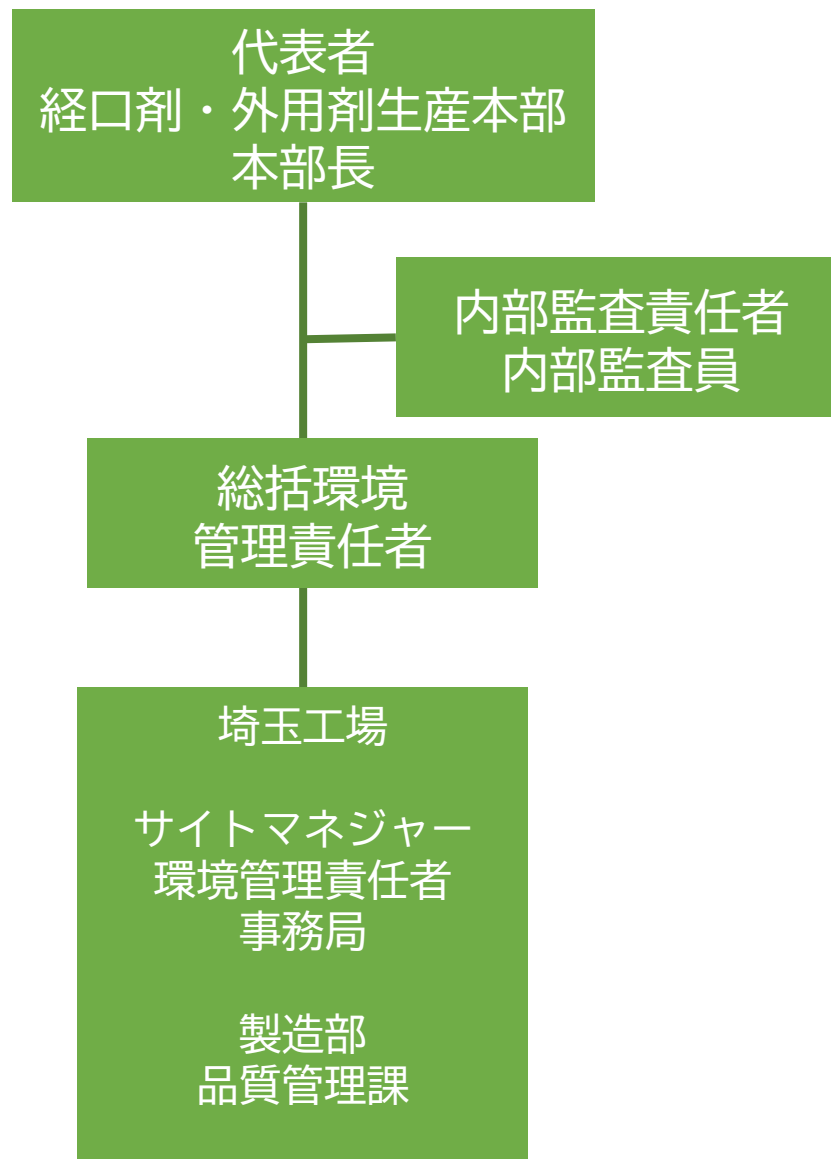 代表者
経口剤・外用剤生産本部
本部長
内部監査責任者
内部監査員
総括環境
管理責任者
埼玉工場
サイトマネジャー
環境管理責任者
事務局
製造部
品質管理課